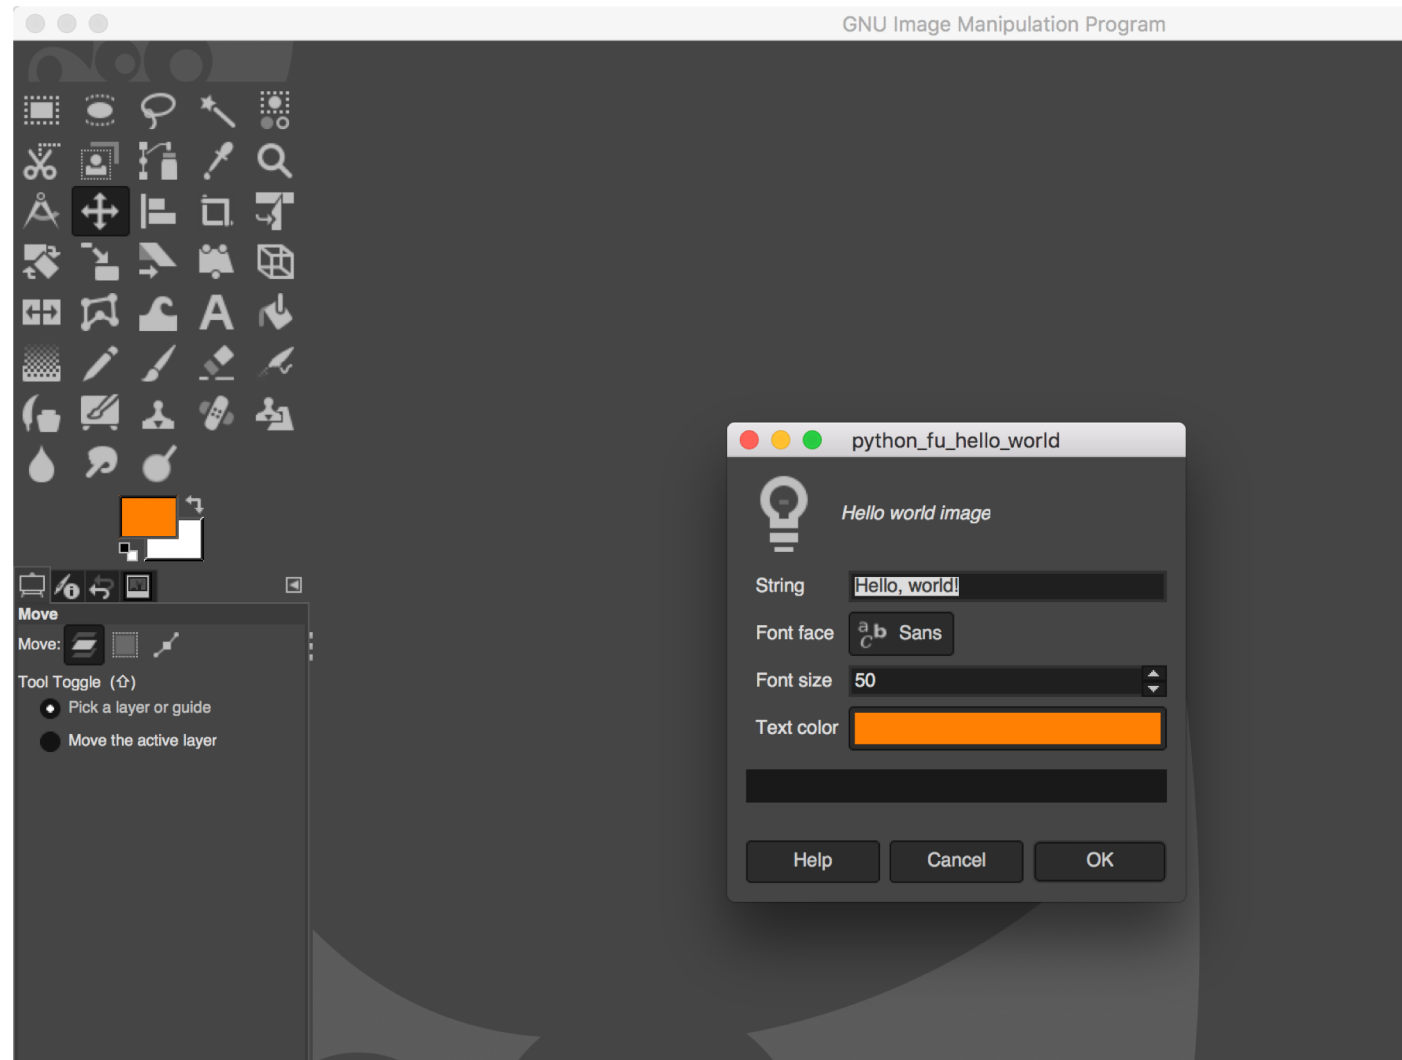 GNU Image Manipulation Program
Move
Move:
Tool Toggle (⇧)
Pick a layer or guide
Move the active layer
python_fu_hello_world
Hello world image
String Hello, world!
Font face Sans
Font size 50
Text color
Help Cancel OK